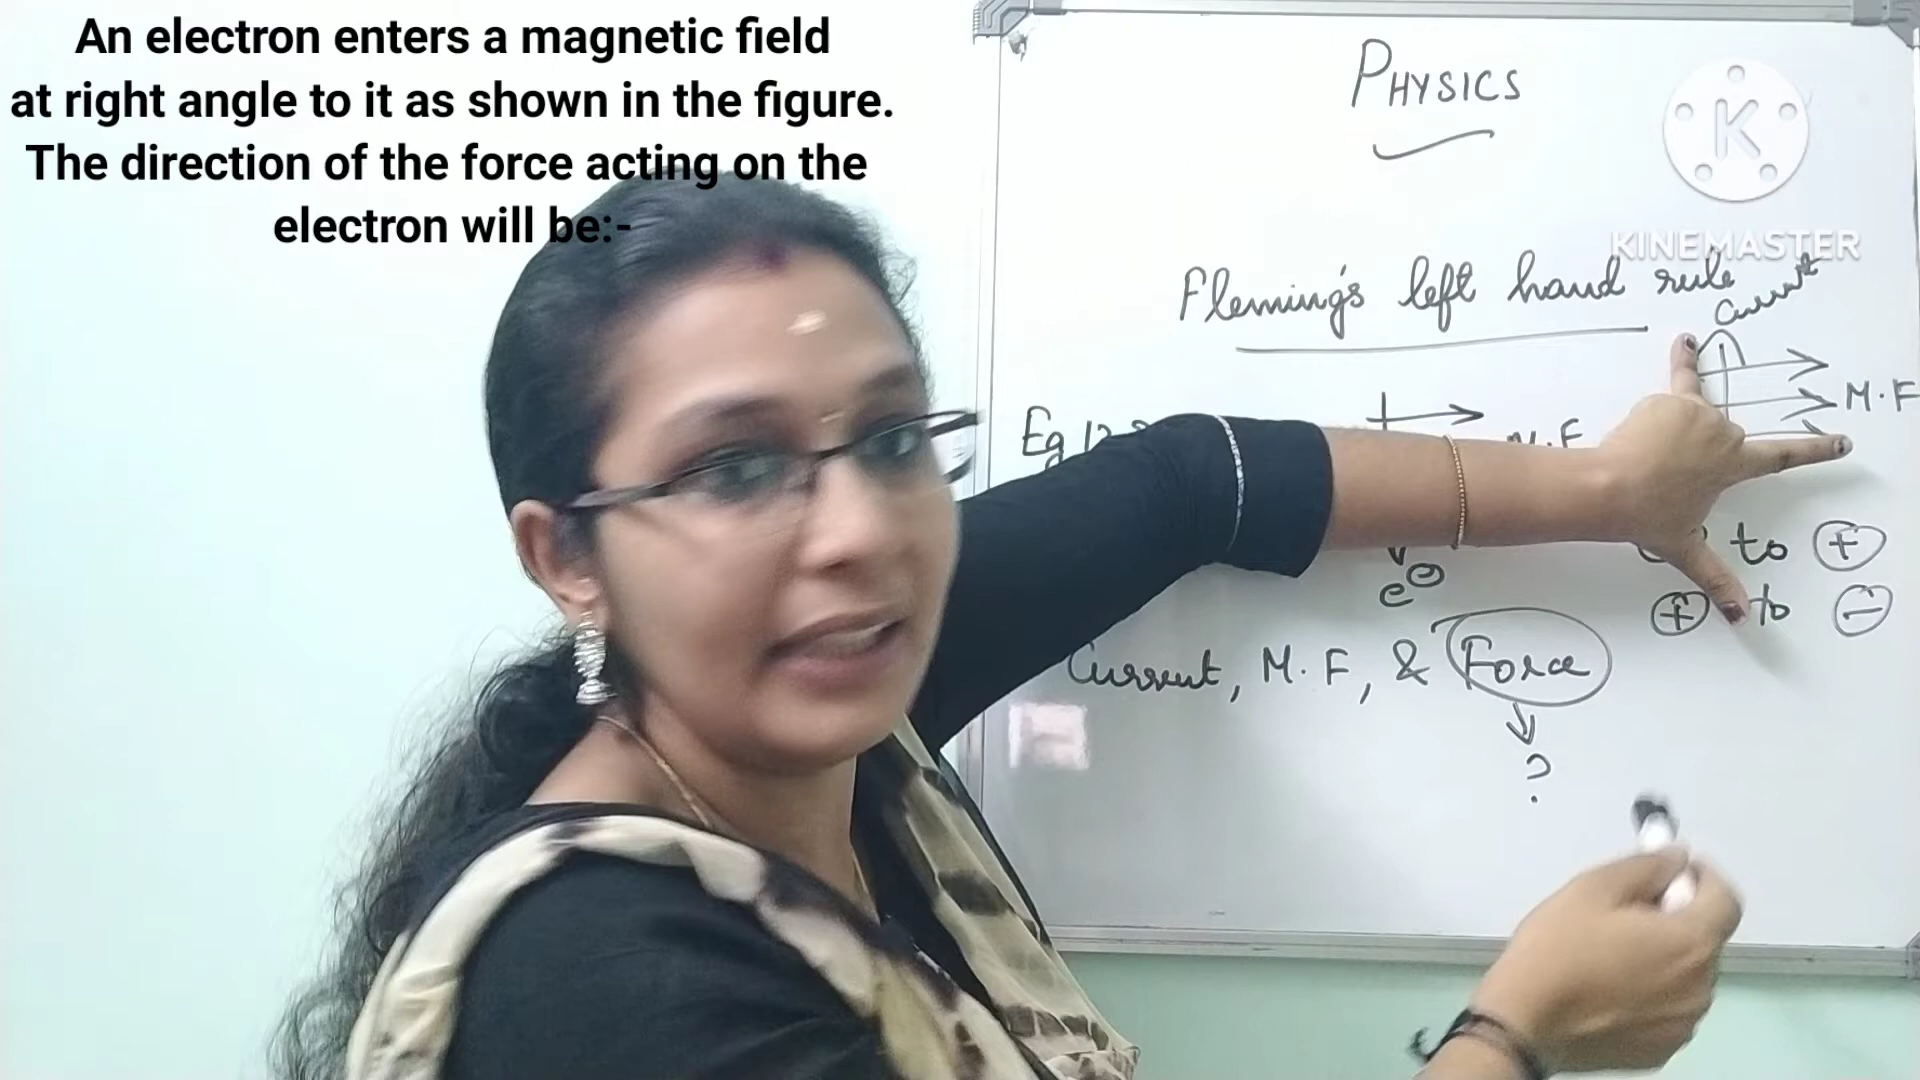 An electron enters a magnetic field
at right angle to it as shown in the figure.
The direction of the force acting on the
electron will be:-
PHYSICS
K
KINEMASTER
Fleming's left hand rule
Current
M.F
Eg
M.F
to +
e⊖
+ to −
Current, M.F, & Force
?